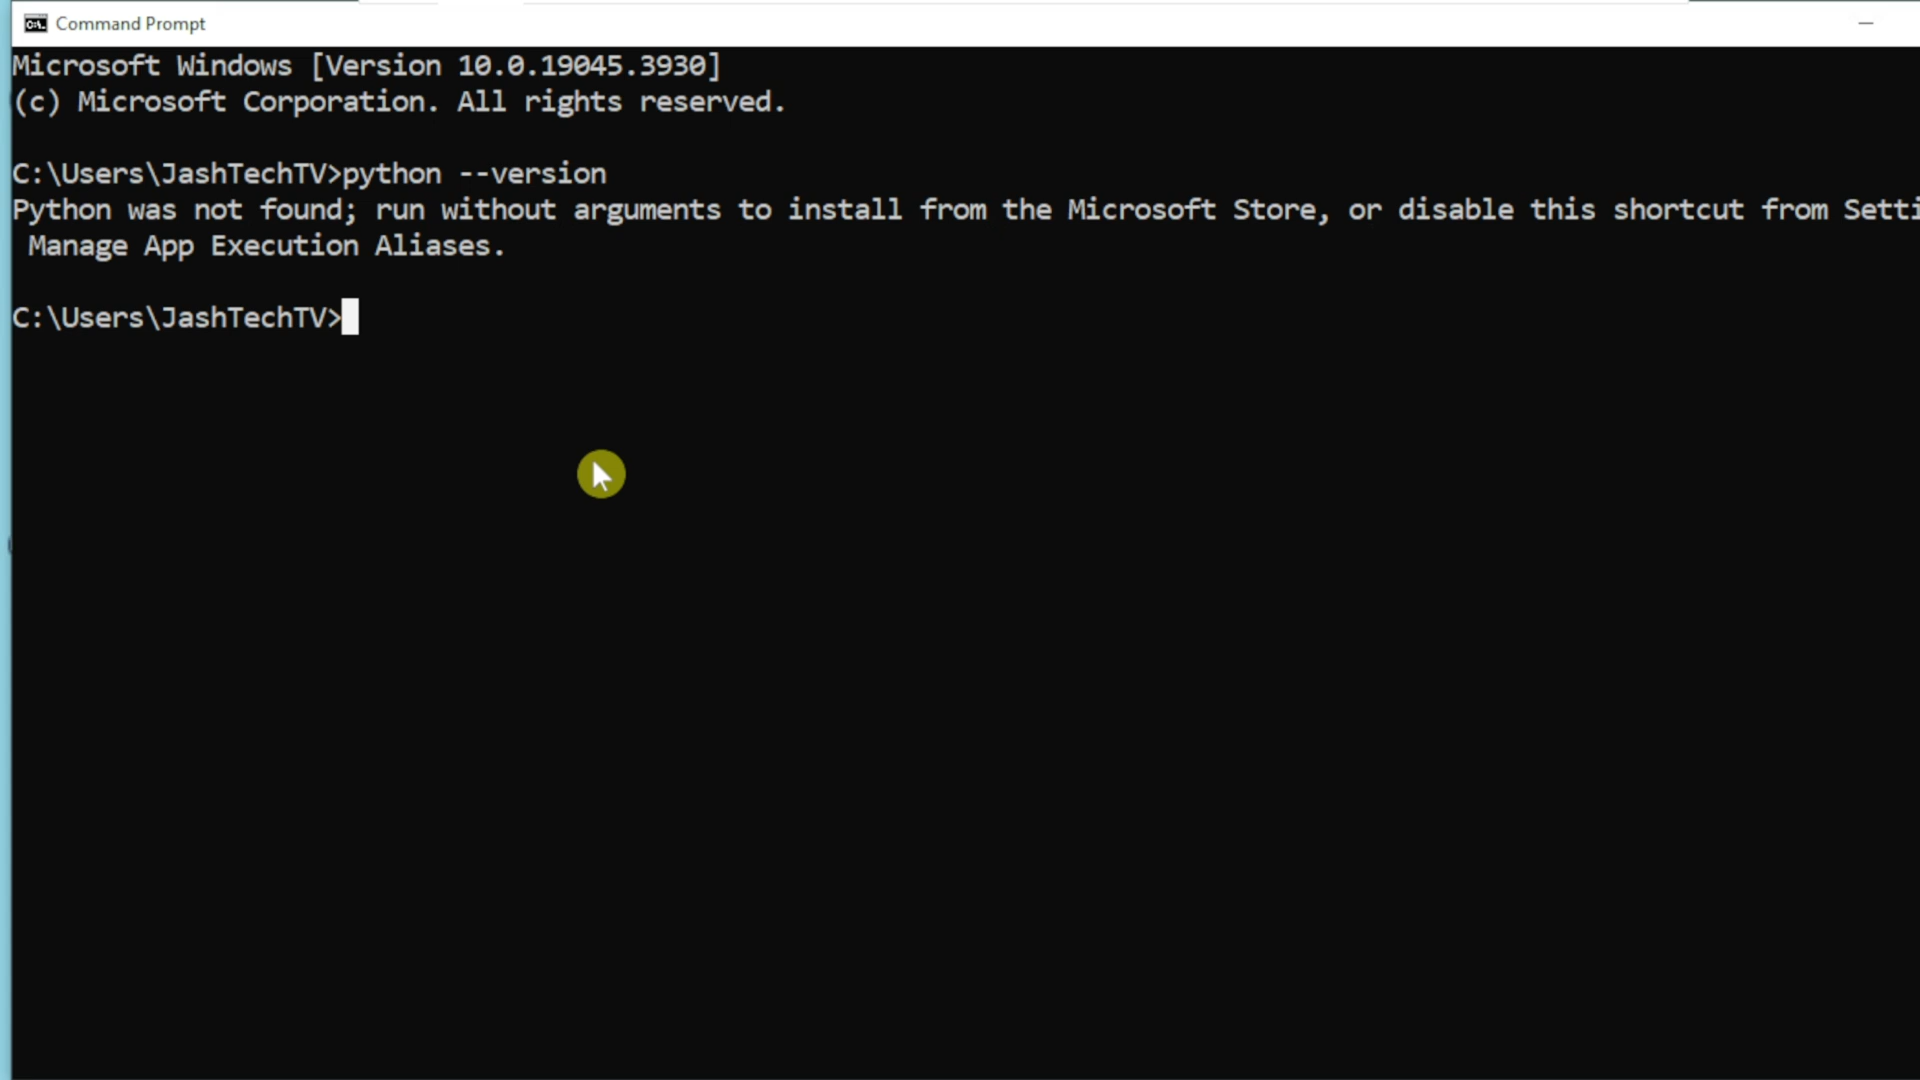 Command Prompt
Microsoft Windows [Version 10.0.19045.3930]
(c) Microsoft Corporation. All rights reserved.
C:\Users\JashTechTV>python --version
Python was not found; run without arguments to install from the Microsoft Store, or disable this shortcut from Setti
Manage App Execution Aliases.
C:\Users\JashTechTV>